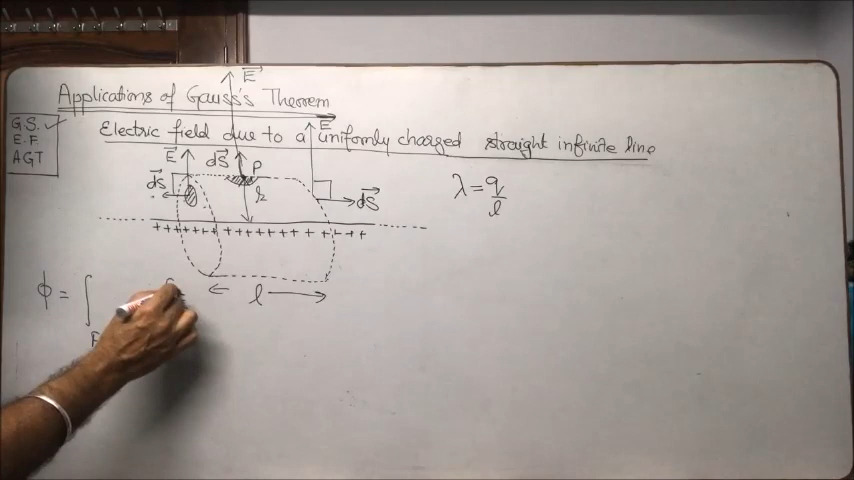 Applications of Gauss's Theorem
G.S. ✓
E.F
AGT
Electric field due to a uniformly charged straight infinite line
E
E
E
dS
P
dS
r
dS
λ = q/l
+ + + + + + + + + + + + + + + + + +
ϕ = ∫
∫
l